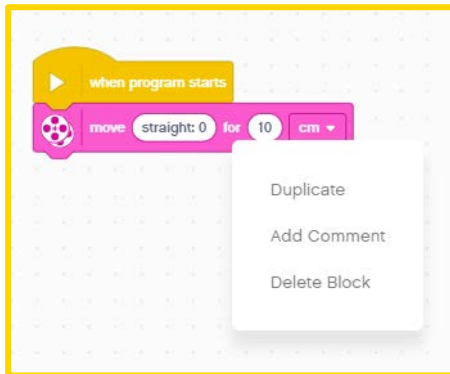 when program starts
move straight: 0 for 10 cm
Duplicate
Add Comment
Delete Block